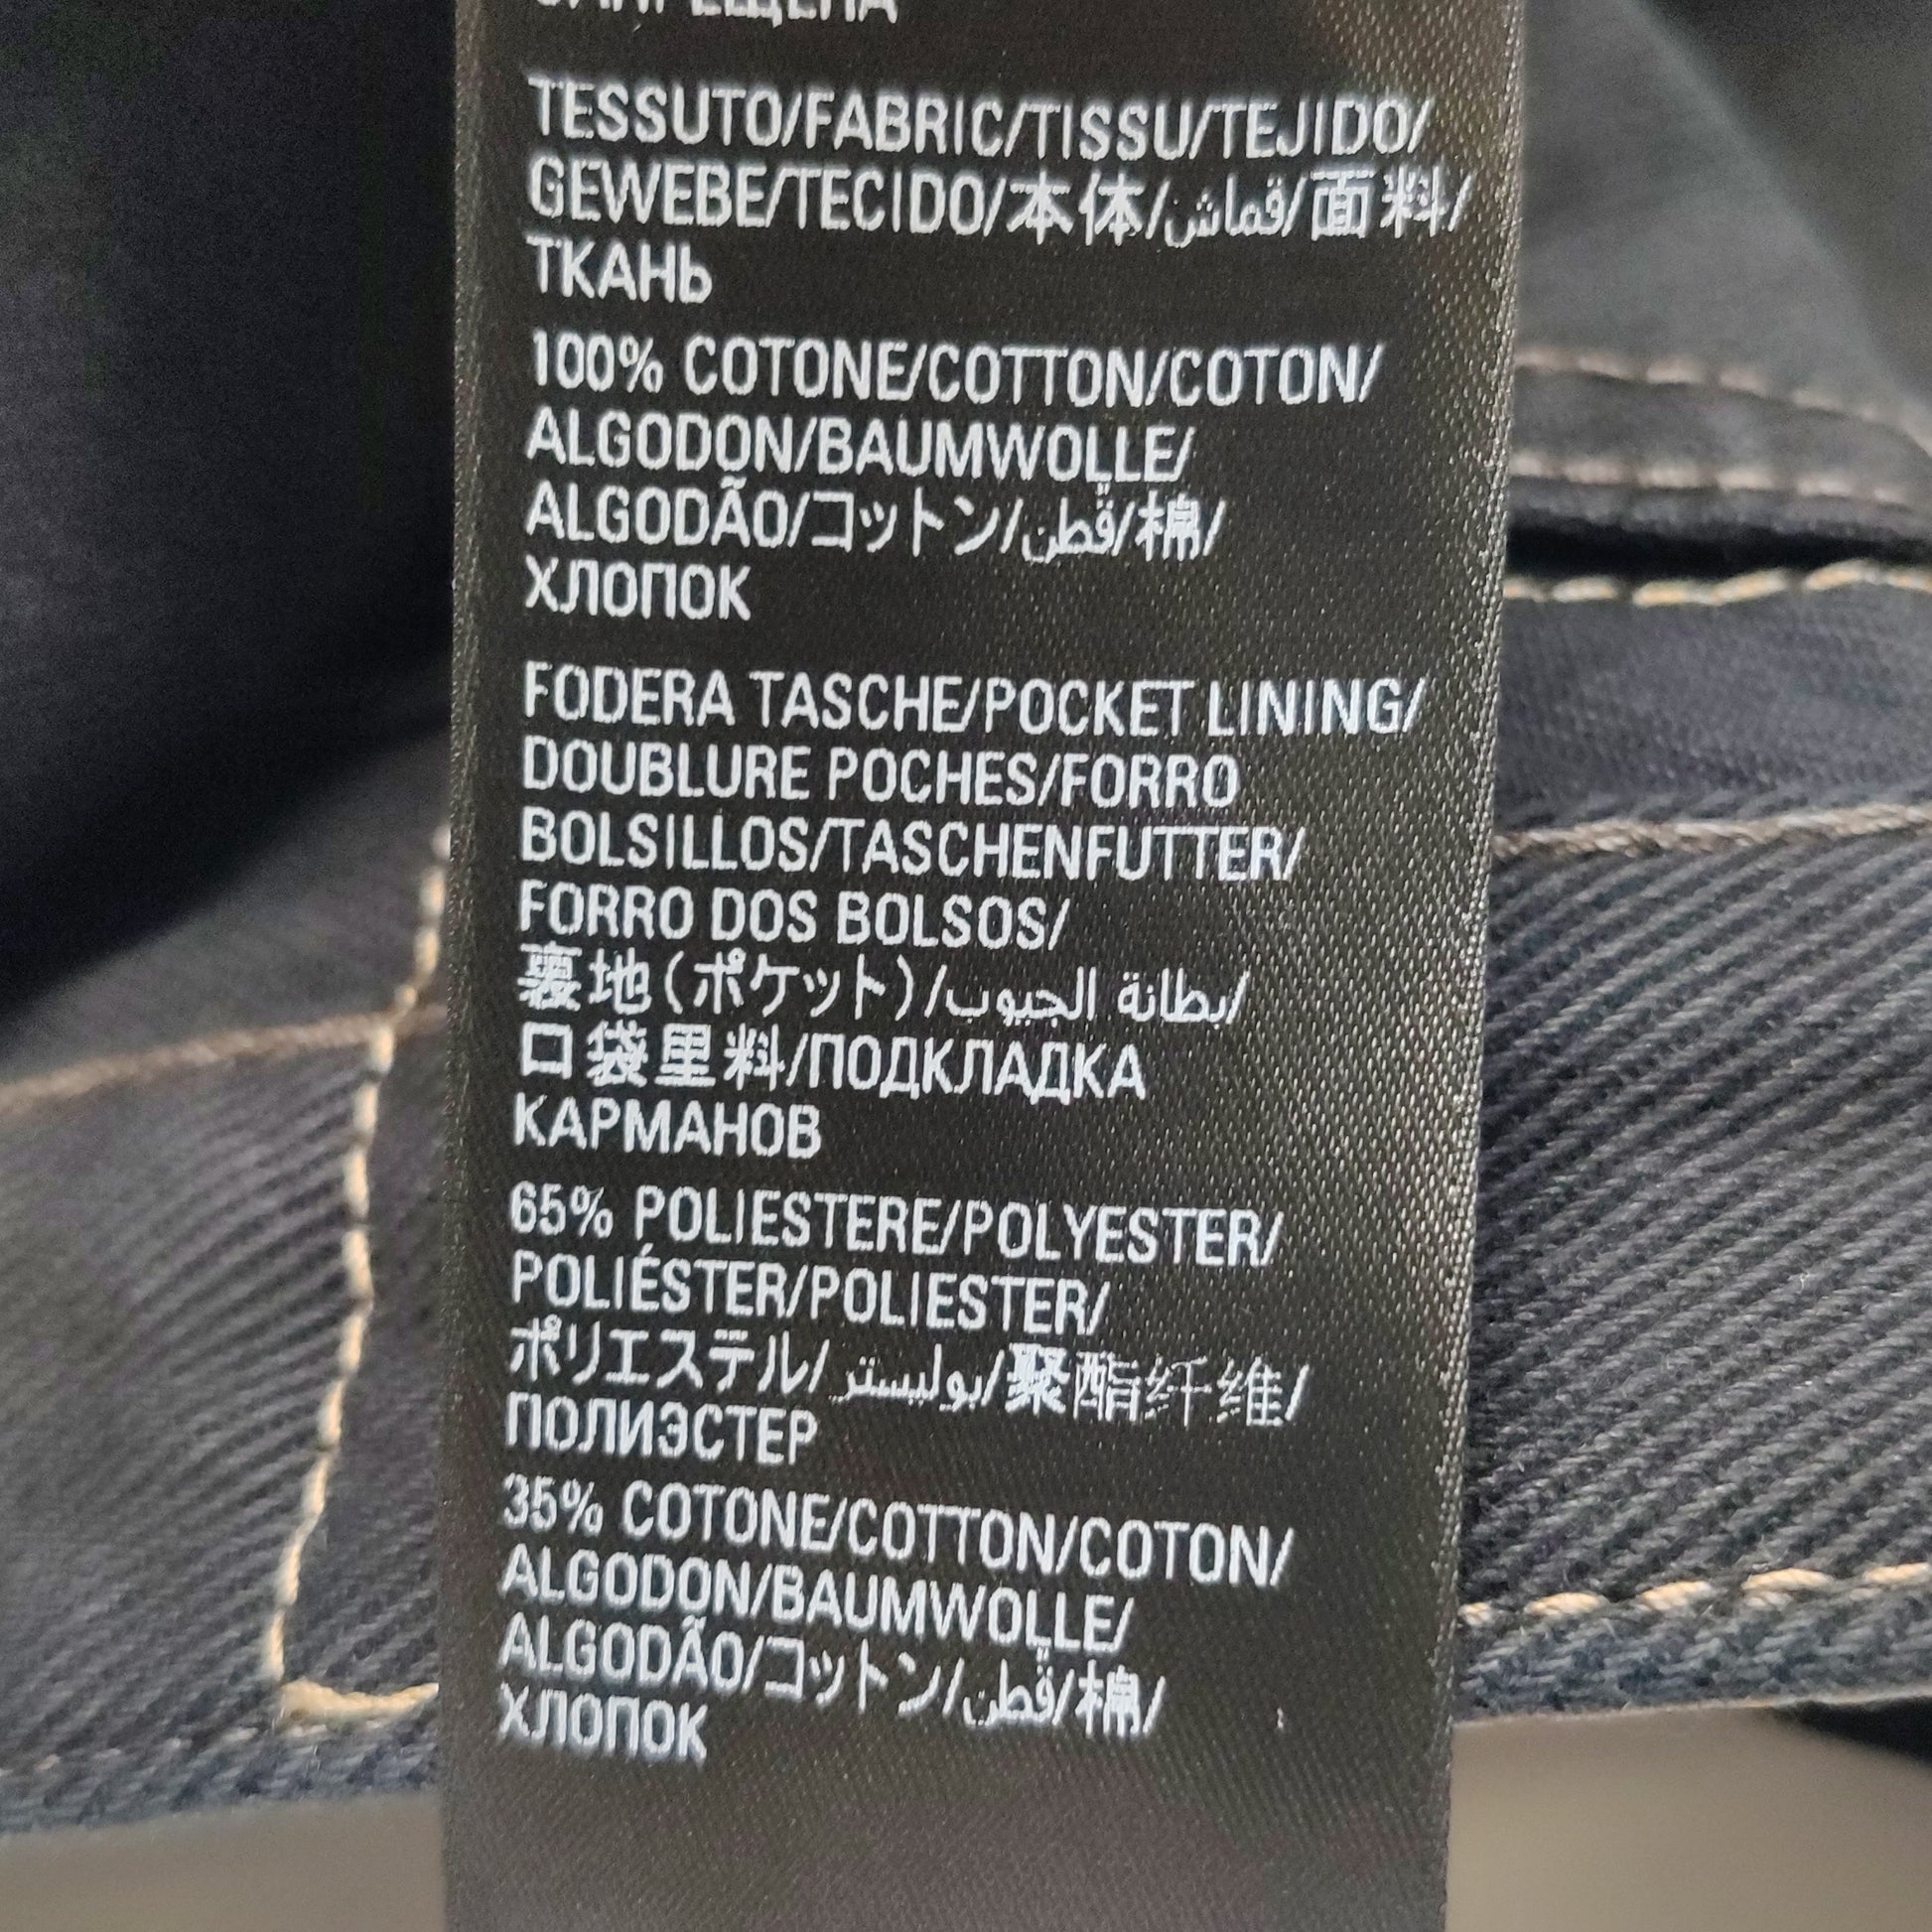 TESSUTO/FABRIC/TISSU/TEJIDO/
GEWEBE/TECIDO/本体/قماش/面料/
ТКАНЬ
100% COTONE/COTTON/COTON/
ALGODON/BAUMWOLLE/
ALGODÃO/コットン/قطن/棉/
ХЛОПОК
FODERA TASCHE/POCKET LINING/
DOUBLURE POCHES/FORRO
BOLSILLOS/TASCHENFUTTER/
FORRO DOS BOLSOS/
裏地(ポケット)/بطانة الجيوب/
口袋里料/ПОДКЛАДКА
КАРМАНОВ
65% POLIESTERE/POLYESTER/
POLIÉSTER/POLIESTER/
ポリエステル/بوليستر/聚酯纤维/
ПОЛИЭСТЕР
35% COTONE/COTTON/COTON/
ALGODON/BAUMWOLLE/
ALGODÃO/コットン/قطن/棉/
ХЛОПОК